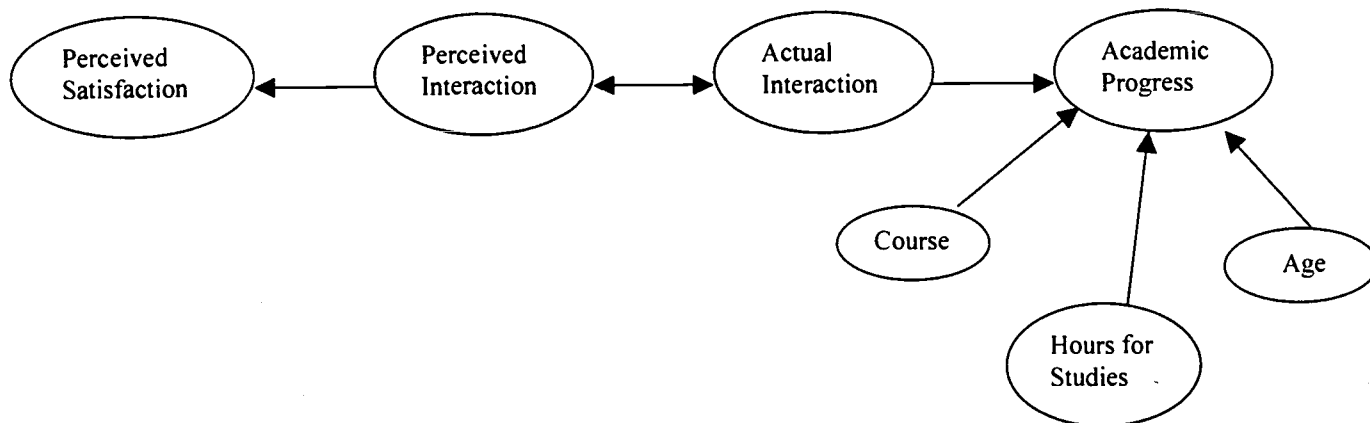 Perceived
Satisfaction
Perceived
Interaction
Actual
Interaction
Academic
Progress
Course
Age
Hours for
Studies